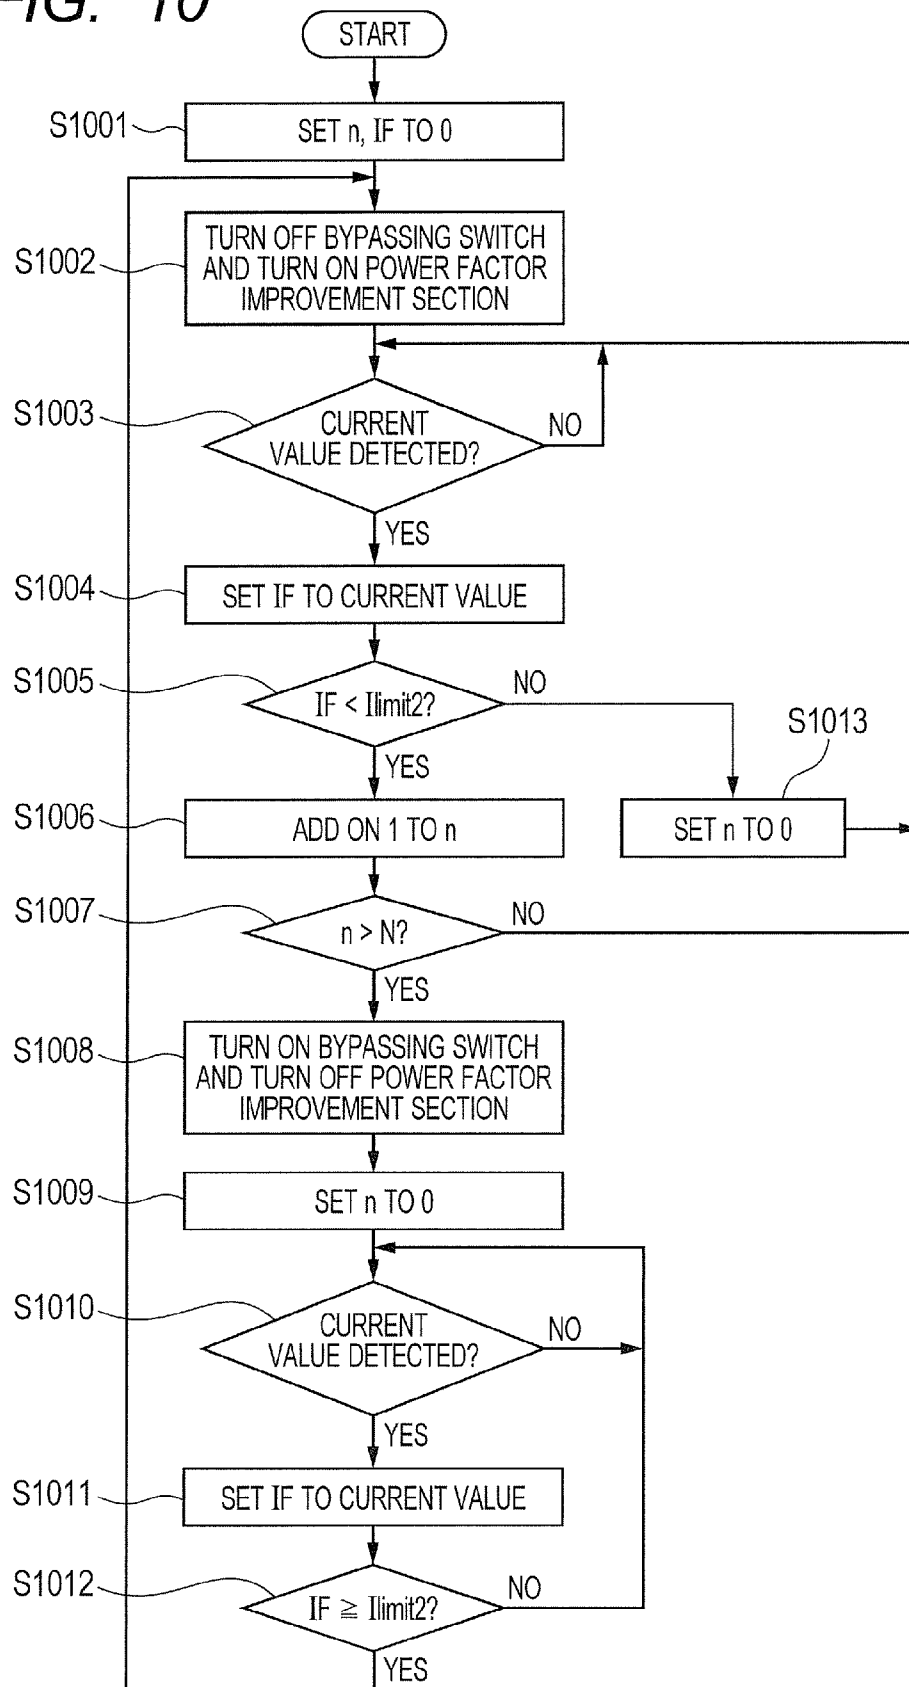 FIG. 10
START
S1001
SET n, IF TO 0
S1002
TURN OFF BYPASSING SWITCH
AND TURN ON POWER FACTOR
IMPROVEMENT SECTION
S1003
CURRENT
VALUE DETECTED?
NO
YES
S1004
SET IF TO CURRENT VALUE
S1005
IF < Ilimit2?
NO
YES
S1013
S1006
ADD ON 1 TO n
SET n TO 0
S1007
n > N?
NO
YES
S1008
TURN ON BYPASSING SWITCH
AND TURN OFF POWER FACTOR
IMPROVEMENT SECTION
S1009
SET n TO 0
S1010
CURRENT
VALUE DETECTED?
NO
YES
S1011
SET IF TO CURRENT VALUE
S1012
IF ≧ Ilimit2?
NO
YES